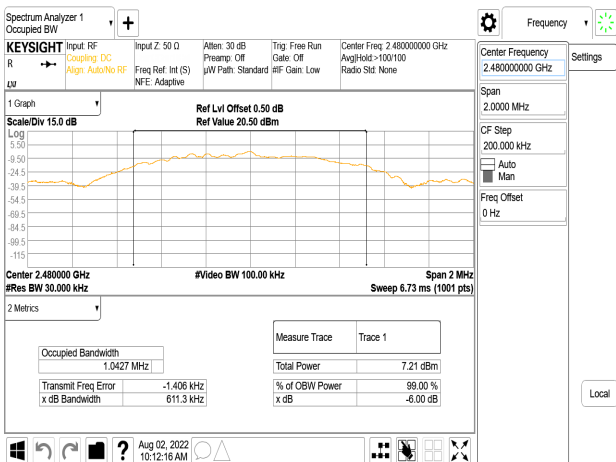 Spectrum Analyzer 1
Occupied BW
Frequency
KEYSIGHT
R
Input: RF
Coupling: DC
Align: Auto/No RF
Input Z: 50 Ω
Freq Ref: Int (S)
NFE: Adaptive
Atten: 30 dB
Preamp: Off
µW Path: Standard
Trig: Free Run
Gate: Off
#IF Gain: Low
Center Freq: 2.480000000 GHz
Avg|Hold:>100/100
Radio Std: None
Center Frequency
2.480000000 GHz
Settings
Span
2.0000 MHz
CF Step
200.000 kHz
Auto
Man
Freq Offset
0 Hz
Local
1 Graph
Scale/Div 15.0 dB
Ref Lvl Offset 0.50 dB
Ref Value 20.50 dBm
Log
5.50
-9.50
-24.5
-39.5
-54.5
-69.5
-84.5
-99.5
-115
Center 2.480000 GHz
#Video BW 100.00 kHz
Span 2 MHz
#Res BW 30.000 kHz
Sweep 6.73 ms (1001 pts)
2 Metrics
Measure Trace
Trace 1
Occupied Bandwidth
1.0427 MHz
Total Power
7.21 dBm
Transmit Freq Error
-1.406 kHz
% of OBW Power
99.00 %
x dB Bandwidth
611.3 kHz
x dB
-6.00 dB
?
Aug 02, 2022
10:12:16 AM